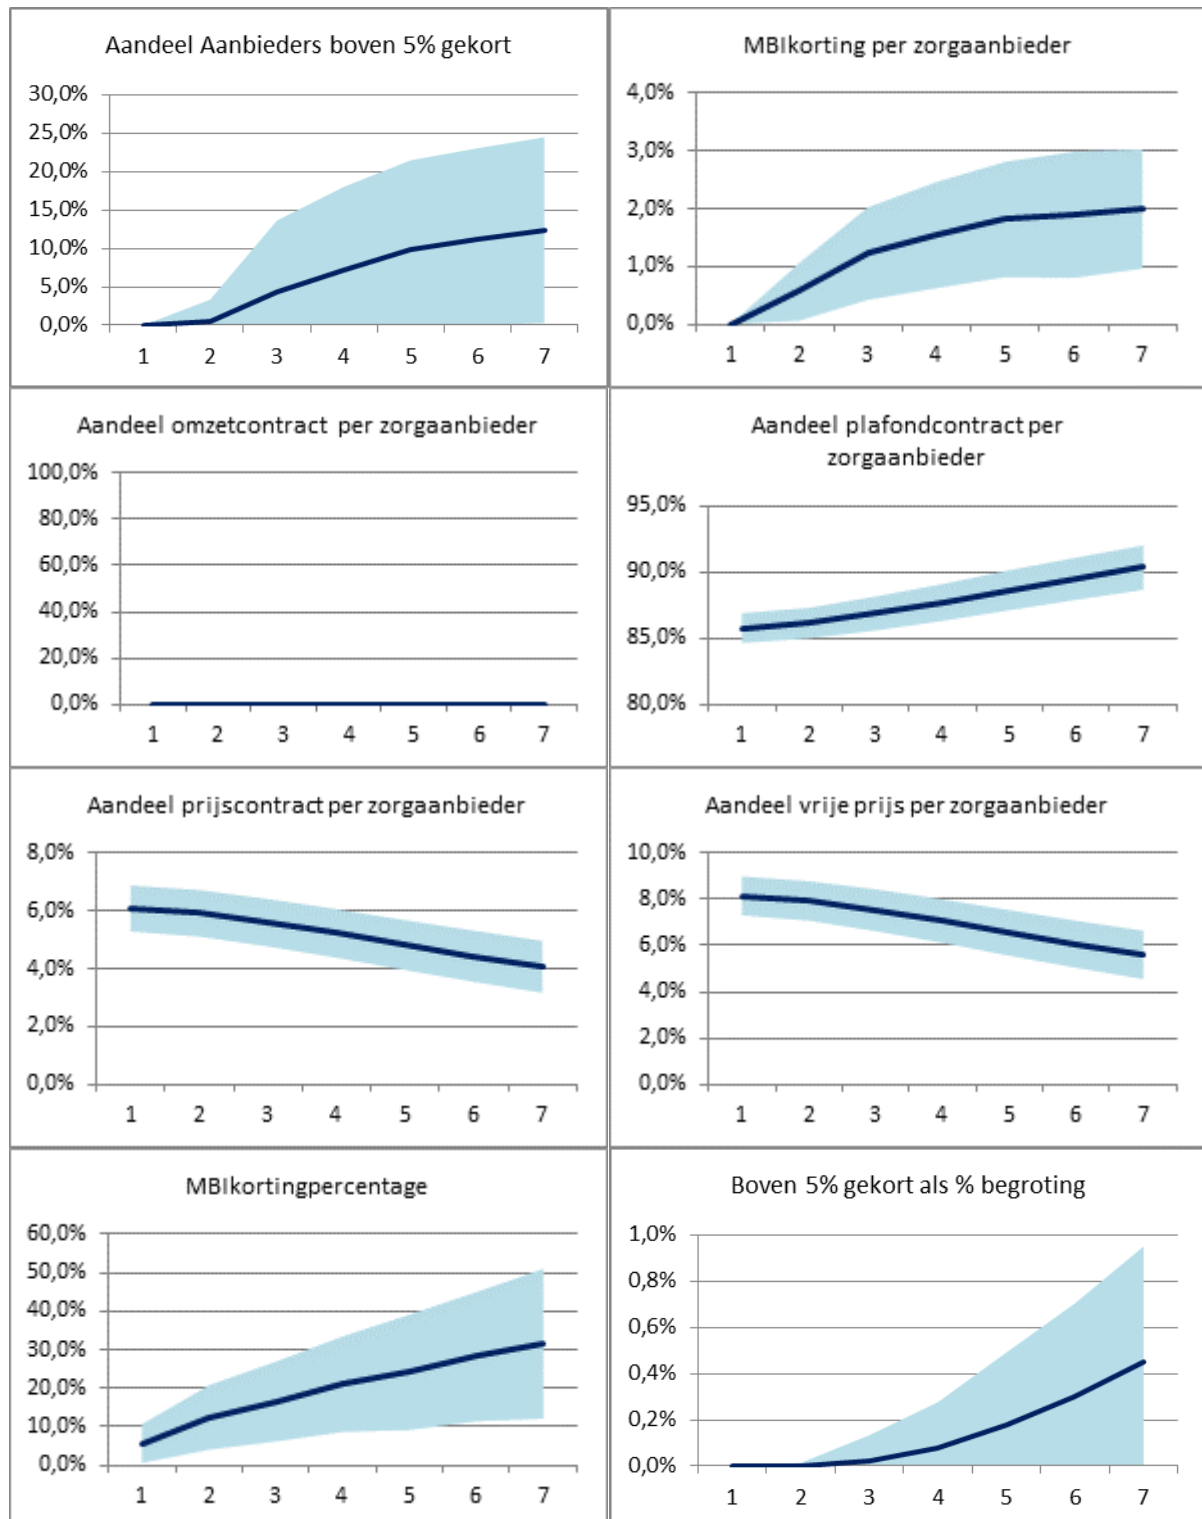 Aandeel Aanbieders boven 5% gekort
30,0%
25,0%
20,0%
15,0%
10,0%
5,0%
0,0%
1 2 3 4 5 6 7
MBIkorting per zorgaanbieder
4,0%
3,0%
2,0%
1,0%
0,0%
1 2 3 4 5 6 7
Aandeel omzetcontract per zorgaanbieder
100,0%
80,0%
60,0%
40,0%
20,0%
0,0%
1 2 3 4 5 6 7
Aandeel plafondcontract per
zorgaanbieder
95,0%
90,0%
85,0%
80,0%
1 2 3 4 5 6 7
Aandeel prijscontract per zorgaanbieder
8,0%
6,0%
4,0%
2,0%
0,0%
1 2 3 4 5 6 7
Aandeel vrije prijs per zorgaanbieder
10,0%
8,0%
6,0%
4,0%
2,0%
0,0%
1 2 3 4 5 6 7
MBIkortingpercentage
60,0%
50,0%
40,0%
30,0%
20,0%
10,0%
0,0%
1 2 3 4 5 6 7
Boven 5% gekort als % begroting
1,0%
0,8%
0,6%
0,4%
0,2%
0,0%
1 2 3 4 5 6 7